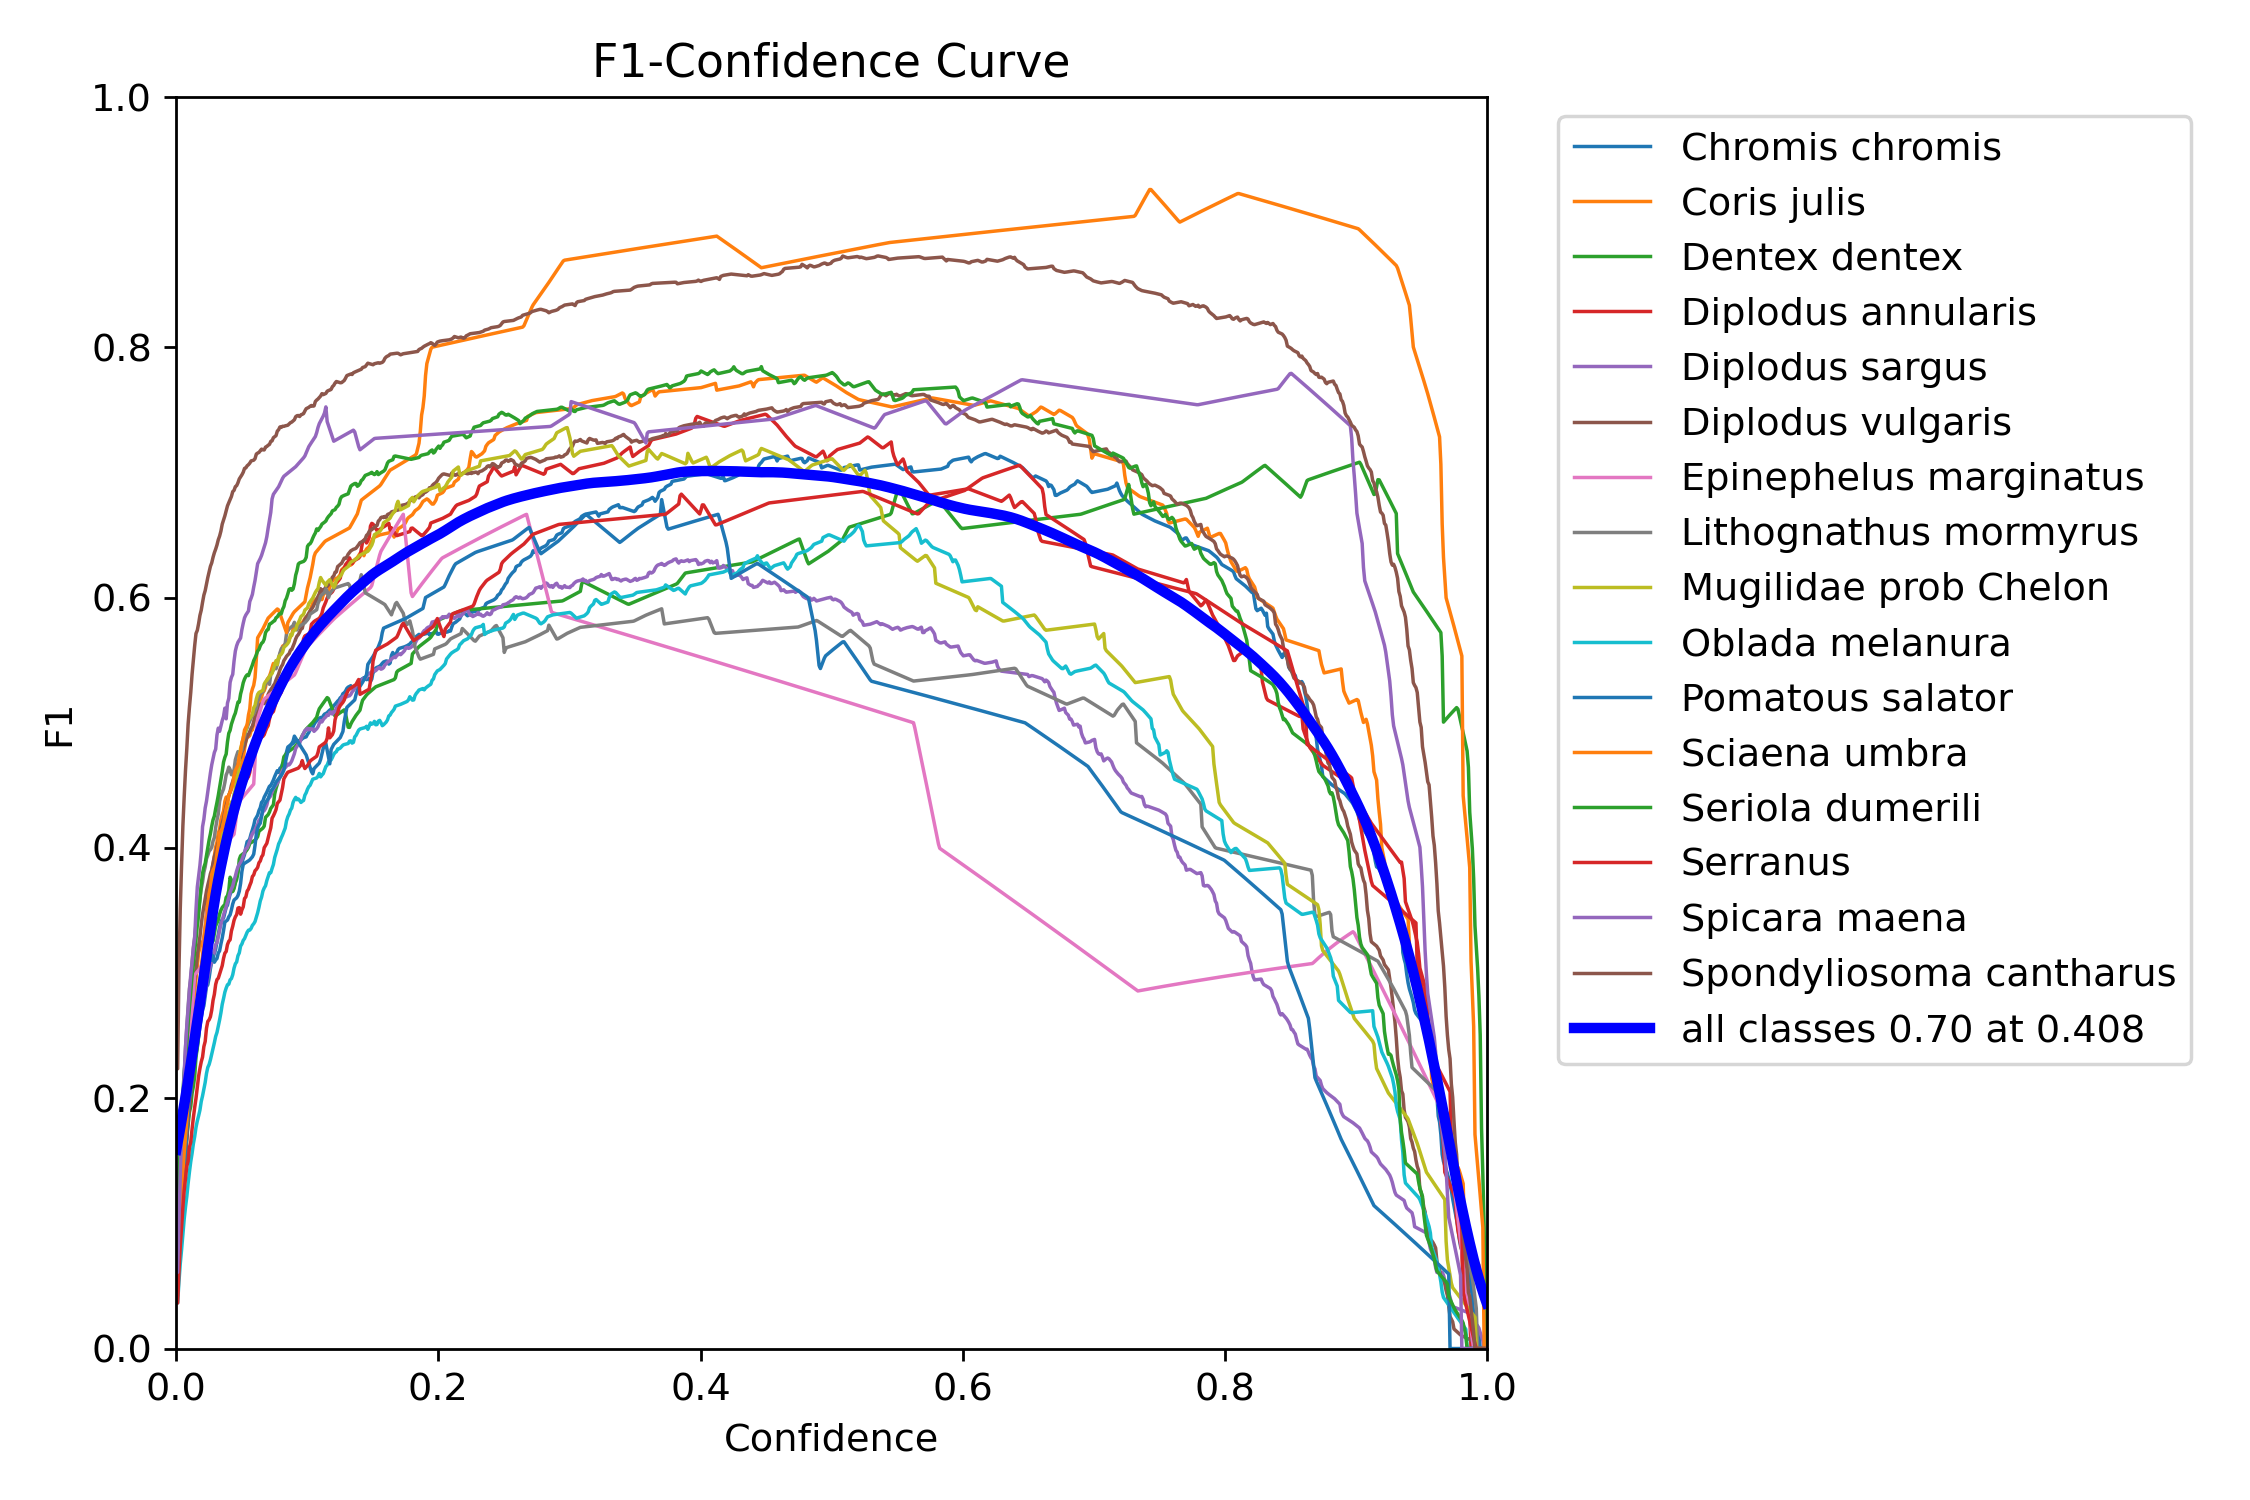 F1-Confidence Curve
1.0
0.8
0.6
0.4
0.2
0.0
F1
0.0 0.2 0.4 0.6 0.8 1.0
Confidence
Chromis chromis
Coris julis
Dentex dentex
Diplodus annularis
Diplodus sargus
Diplodus vulgaris
Epinephelus marginatus
Lithognathus mormyrus
Mugilidae prob Chelon
Oblada melanura
Pomatous salator
Sciaena umbra
Seriola dumerili
Serranus
Spicara maena
Spondyliosoma cantharus
all classes 0.70 at 0.408